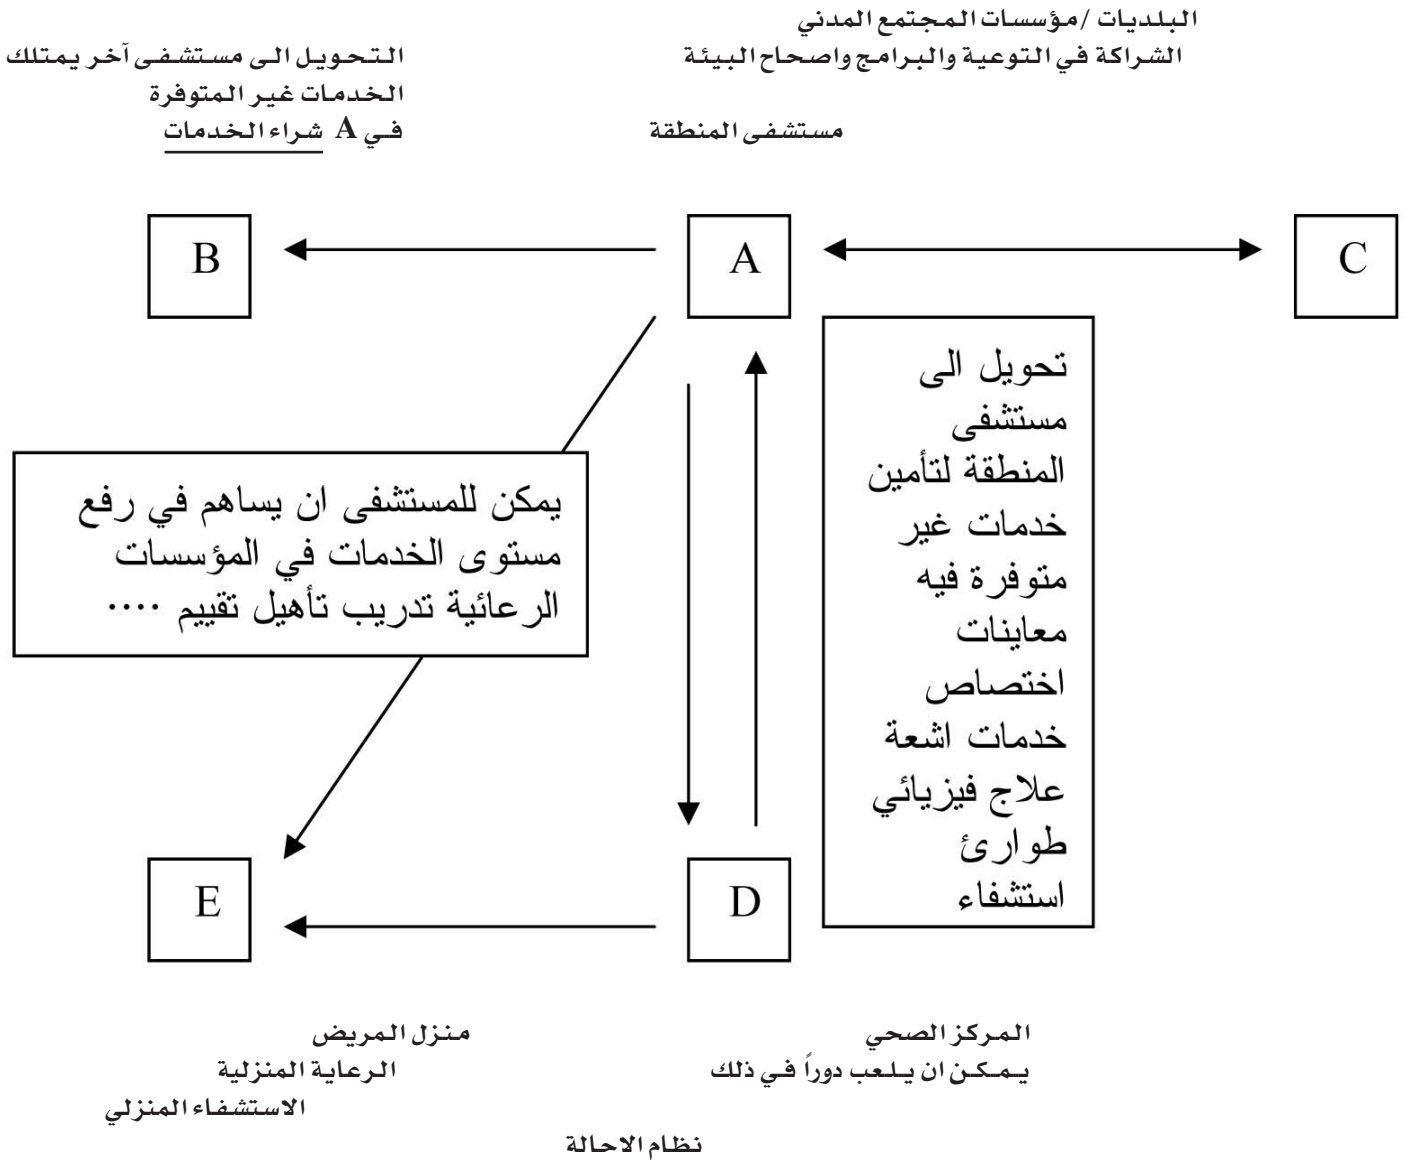 البلديات /مؤسسات المجتمع المدني
الشراكة في التوعية والبرامج واصحاح البيئة
التحويل الى مستشفى آخر يمتلك
الخدمات غير المتوفرة
في A شراء الخدمات
مستشفى المنطقة
C
A
B
تحويل الى
مستشفى
المنطقة لتأمين
خدمات غير
متوفرة فيه
معاينات
اختصاص
خدمات اشعة
علاج فيزيائي
طوارئ
استشفاء
يمكن للمستشفى ان يساهم في رفع
مستوى الخدمات في المؤسسات
الرعائية تدريب تأهيل تقييم ....
D
E
المركز الصحي
يمكن ان يلعب دوراً في ذلك
منزل المريض
الرعاية المنزلية
الاستشفاء المنزلي
نظام الاحالة